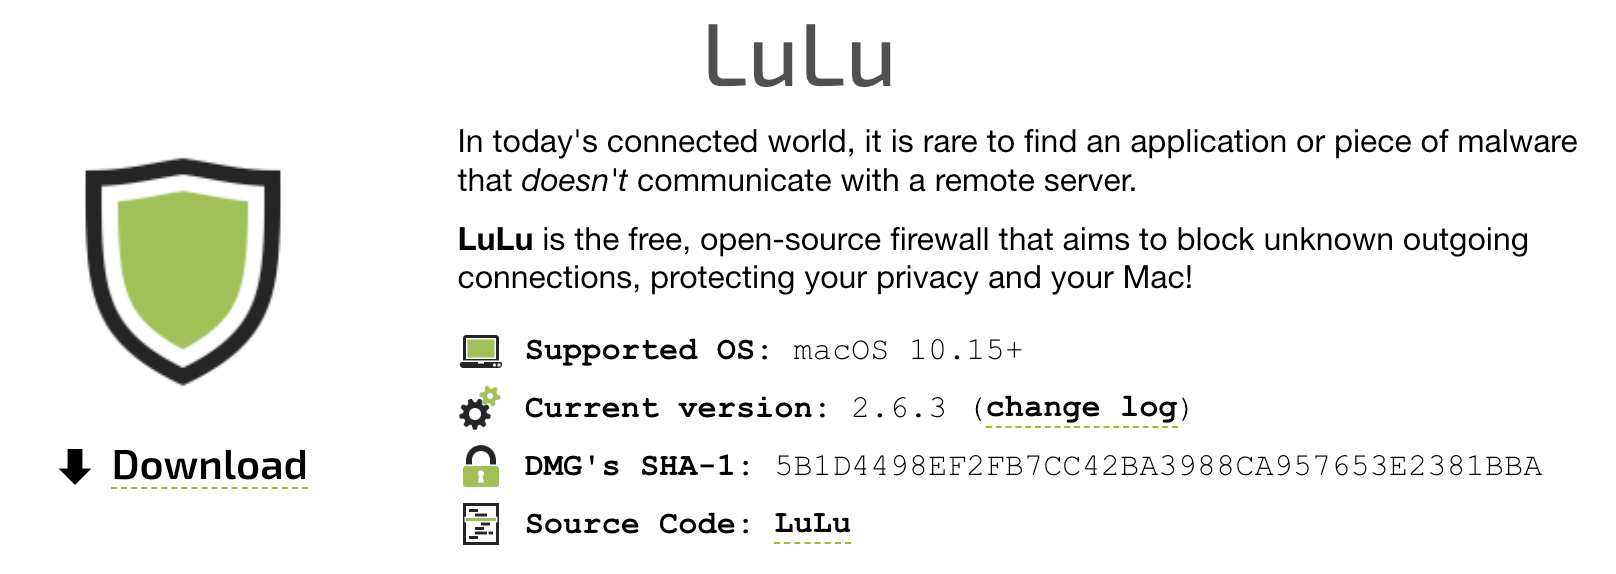 LuLu
In today's connected world, it is rare to find an application or piece of malware
that doesn't communicate with a remote server.
LuLu is the free, open-source firewall that aims to block unknown outgoing
connections, protecting your privacy and your Mac!
Supported OS: macOS 10.15+
Current version: 2.6.3 (change log)
DMG's SHA-1: 5B1D4498EF2FB7CC42BA3988CA957653E2381BBA
Source Code: LuLu
Download